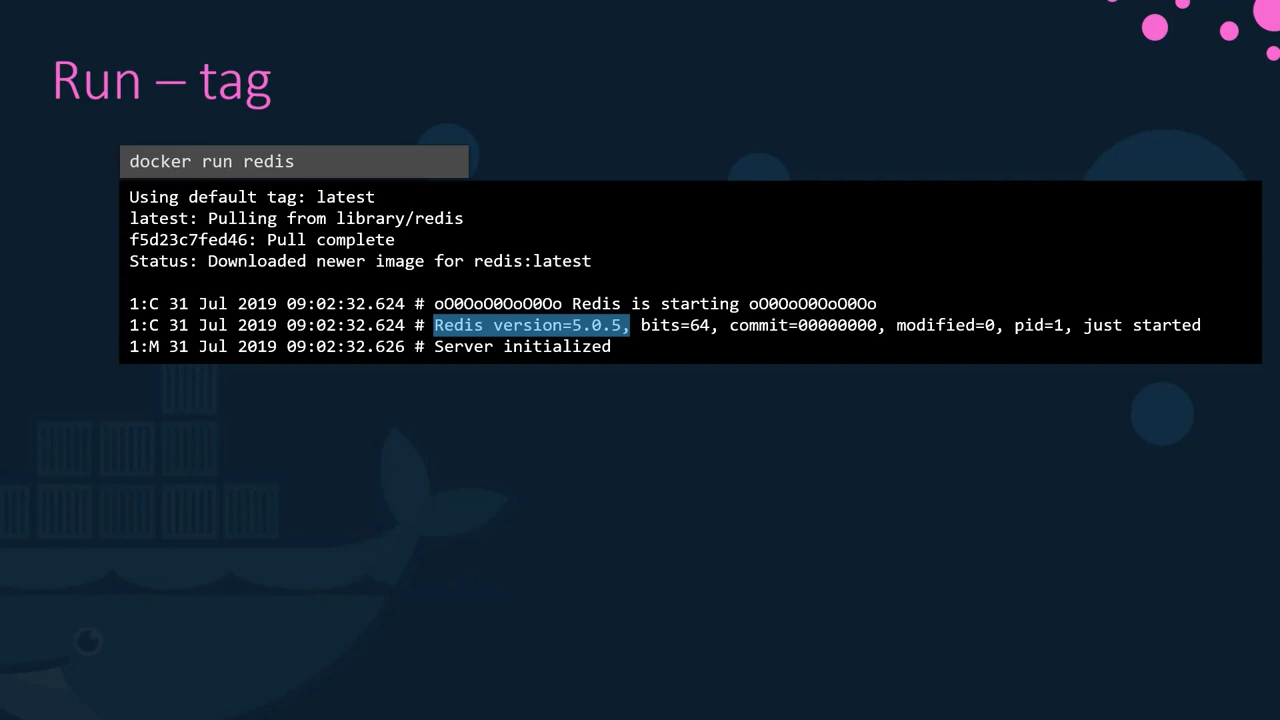 Run – tag
docker run redis
Using default tag: latest
latest: Pulling from library/redis
f5d23c7fed46: Pull complete
Status: Downloaded newer image for redis:latest
1:C 31 Jul 2019 09:02:32.624 # oO0OoO0OoO0Oo Redis is starting oO0OoO0OoO0Oo
1:C 31 Jul 2019 09:02:32.624 # Redis version=5.0.5, bits=64, commit=00000000, modified=0, pid=1, just started
1:M 31 Jul 2019 09:02:32.626 # Server initialized